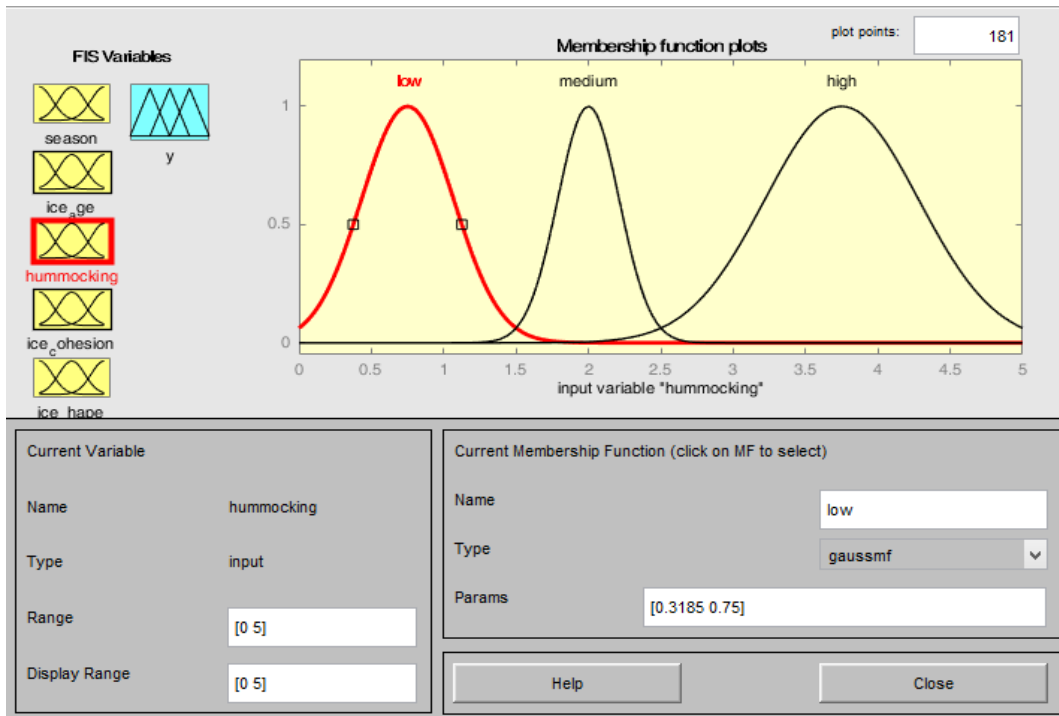 FIS Variables
season
y
ice_age
hummocking
ice_cohesion
ice_hape
Membership function plots
plot points:
181
low
medium
high
1
0.5
0
0
0.5
1
1.5
2
2.5
3
3.5
4
4.5
5
input variable "hummocking"
Current Variable
Name
hummocking
Type
input
Range
[0 5]
Display Range
[0 5]
Current Membership Function (click on MF to select)
Name
low
Type
gaussmf
Params
[0.3185 0.75]
Help
Close